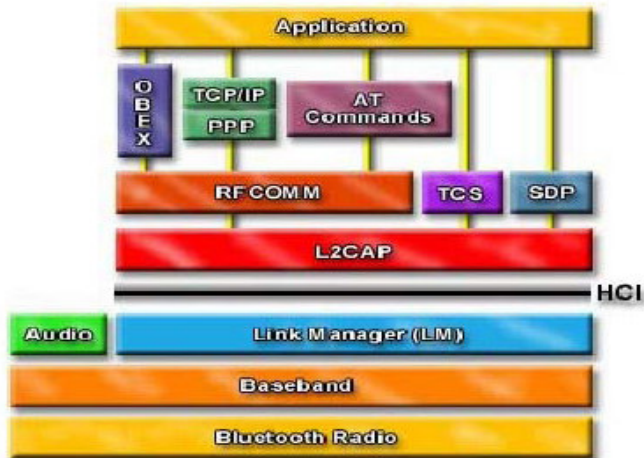 Application
OBEX
TCP/IP
PPP
AT
Commands
RFCOMM
TCS
SDP
L2CAP
HCI
Audio
Link Manager (LM)
Baseband
Bluetooth Radio